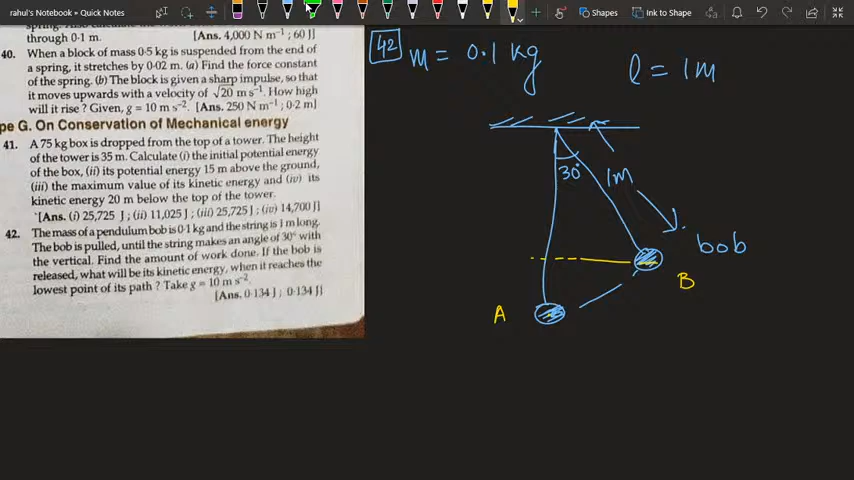 rahul's Notebook » Quick Notes
Shapes
Ink to Shape
through 0·1 m. [Ans. 4,000 N m⁻¹ ; 60 J]
40. When a block of mass 0·5 kg is suspended from the end of
a spring, it stretches by 0·02 m. (a) Find the force constant
of the spring. (b) The block is given a sharp impulse, so that
it moves upwards with a velocity of √20 m s⁻¹. How high
will it rise ? Given, g = 10 m s⁻². [Ans. 250 N m⁻¹ ; 0·2 m]
pe G. On Conservation of Mechanical energy
41. A 75 kg box is dropped from the top of a tower. The height
of the tower is 35 m. Calculate (i) the initial potential energy
of the box, (ii) its potential energy 15 m above the ground,
(iii) the maximum value of its kinetic energy and (iv) its
kinetic energy 20 m below the top of the tower.
[Ans. (i) 25,725 J ; (ii) 11,025 J ; (iii) 25,725 J ; (iv) 14,700 J]
42. The mass of a pendulum bob is 0·1 kg and the string is 1 m long.
The bob is pulled, until the string makes an angle of 30° with
the vertical. Find the amount of work done. If the bob is
released, what will be its kinetic energy, when it reaches the
lowest point of its path ? Take g = 10 m s⁻².
[Ans. 0·134 J ; 0·134 J]
42 m = 0.1 kg
l = 1m
30°
1m
bob
B
A